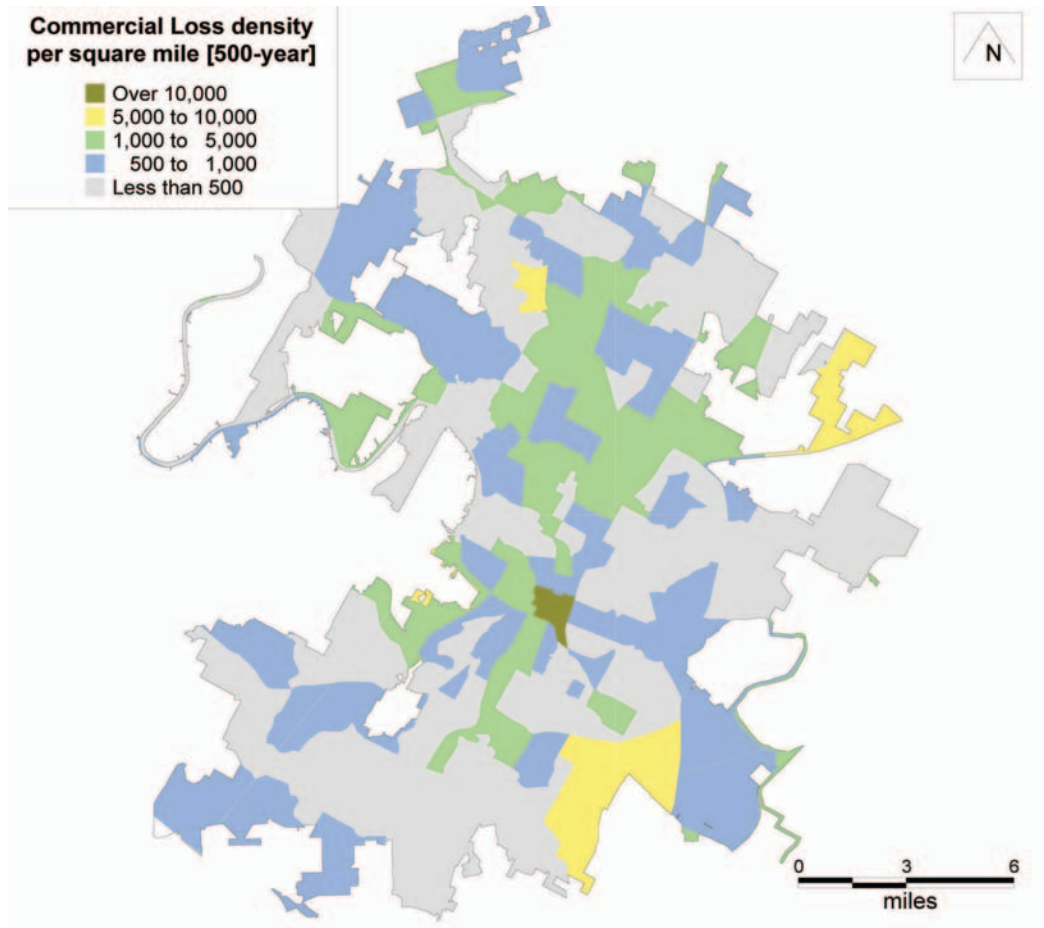 Commercial Loss density
per square mile [500-year]
Over 10,000
5,000 to 10,000
1,000 to 5,000
500 to 1,000
Less than 500
N
0 3 6
miles